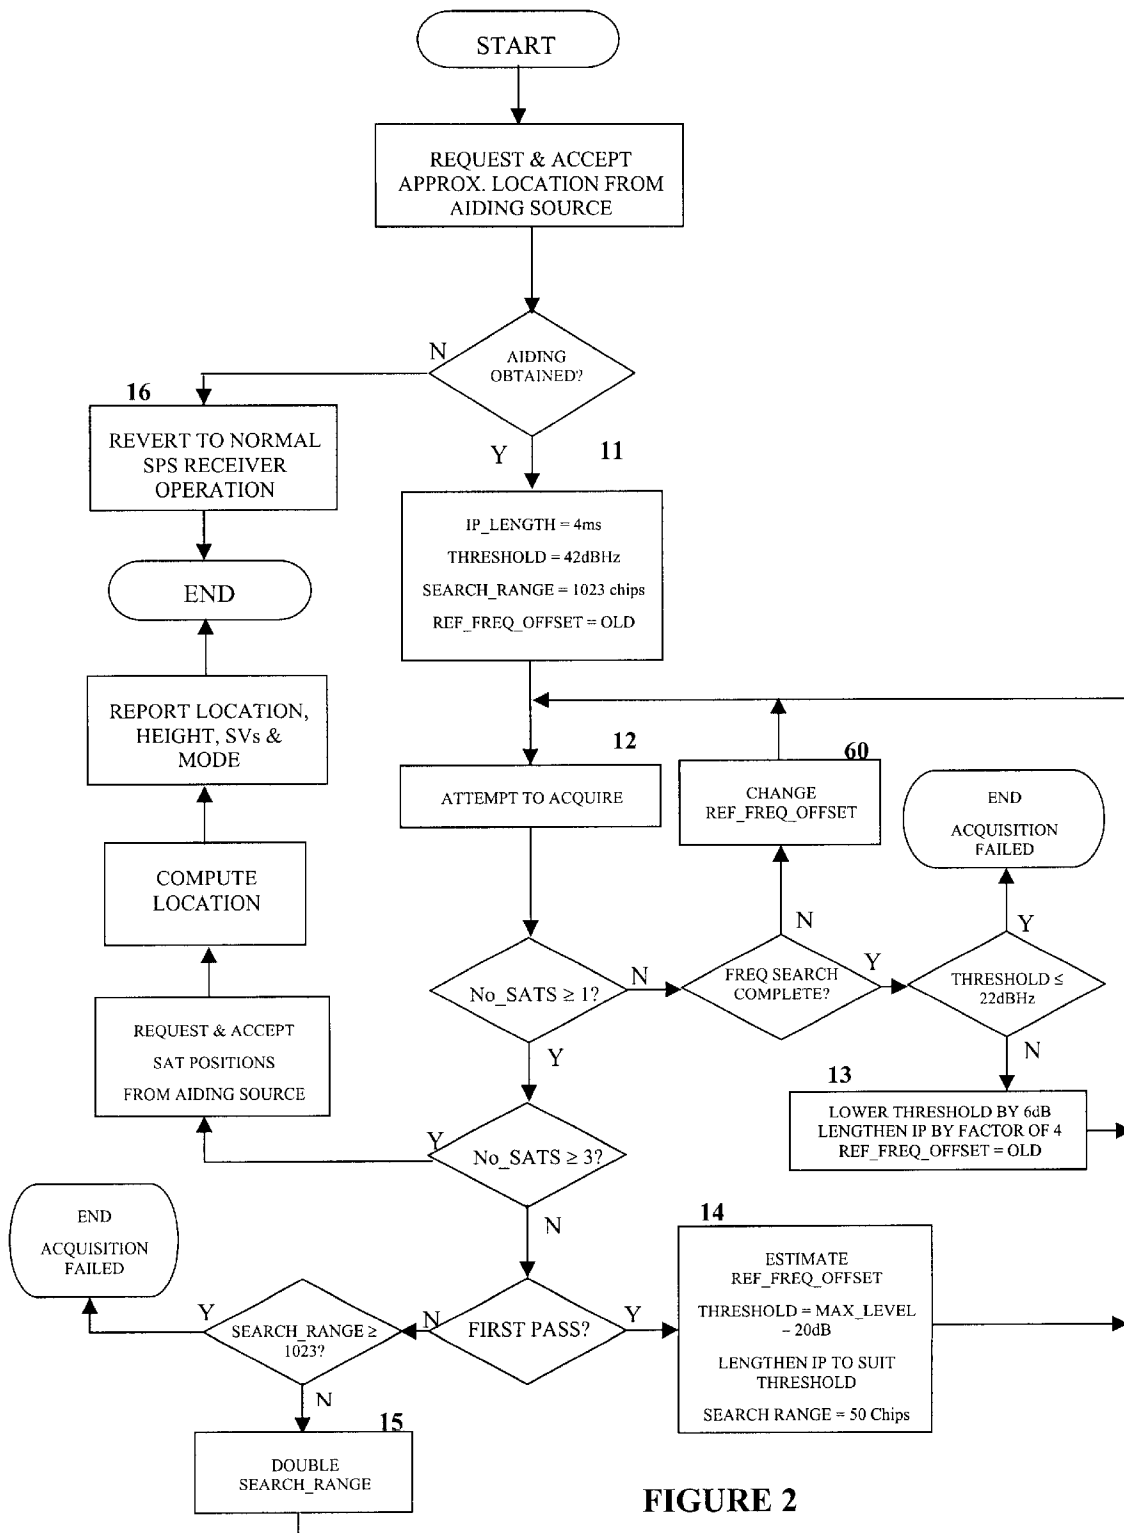 START
REQUEST & ACCEPT
APPROX. LOCATION FROM
AIDING SOURCE
AIDING
OBTAINED?
N
Y
16
REVERT TO NORMAL
SPS RECEIVER
OPERATION
END
11
IP_LENGTH = 4ms
THRESHOLD = 42dBHz
SEARCH_RANGE = 1023 chips
REF_FREQ_OFFSET = OLD
REPORT LOCATION,
HEIGHT, SVs &
MODE
12
ATTEMPT TO ACQUIRE
60
CHANGE
REF_FREQ_OFFSET
END
ACQUISITION
FAILED
COMPUTE
LOCATION
No_SATS ≥ 1?
N
Y
FREQ SEARCH
COMPLETE?
N
Y
THRESHOLD ≤
22dBHz
Y
N
REQUEST & ACCEPT
SAT POSITIONS
FROM AIDING SOURCE
13
LOWER THRESHOLD BY 6dB
LENGTHEN IP BY FACTOR OF 4
REF_FREQ_OFFSET = OLD
No_SATS ≥ 3?
Y
N
END
ACQUISITION
FAILED
14
ESTIMATE
REF_FREQ_OFFSET
THRESHOLD = MAX_LEVEL
– 20dB
LENGTHEN IP TO SUIT
THRESHOLD
SEARCH RANGE = 50 Chips
FIRST PASS?
N
Y
SEARCH_RANGE ≥
1023?
Y
N
15
DOUBLE
SEARCH_RANGE
FIGURE 2